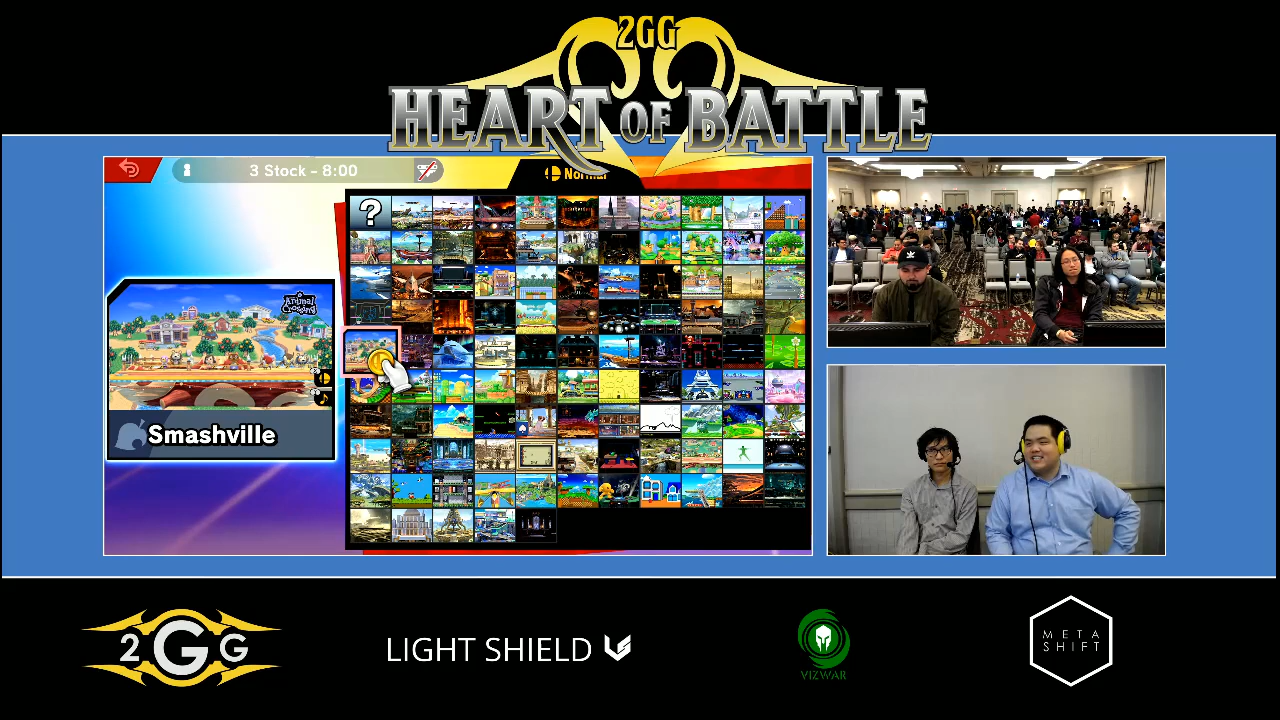 2GG
HEART OF BATTLE
3 Stock - 8:00
Normal
?
Animal
Crossing
Smashville
2GG
LIGHT SHIELD
VIZWAR
META
SHIFT